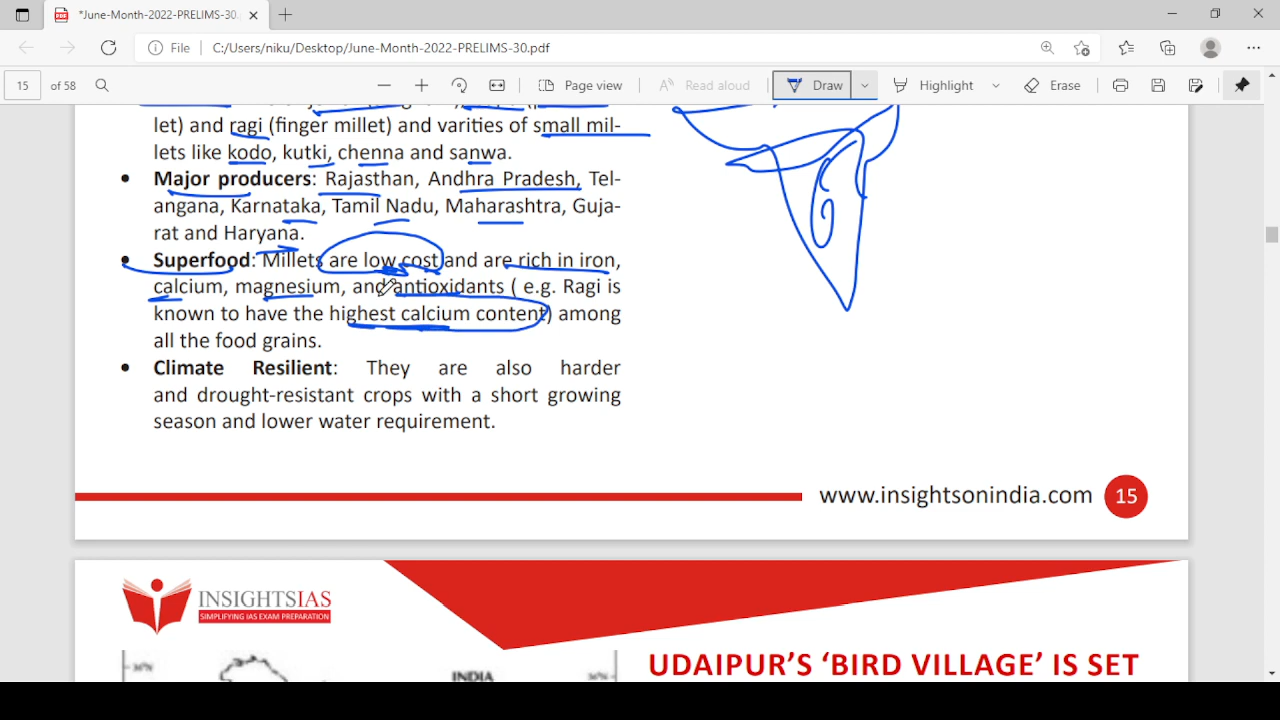 *June-Month-2022-PRELIMS-30.
File
C:/Users/niku/Desktop/June-Month-2022-PRELIMS-30.pdf
15 of 58
Page view
Read aloud
Draw
Highlight
Erase
let) and ragi (finger millet) and varities of small mil-
lets like kodo, kutki, chenna and sanwa.
• Major producers: Rajasthan, Andhra Pradesh, Tel-
angana, Karnataka, Tamil Nadu, Maharashtra, Guja-
rat and Haryana.
• Superfood: Millets are low cost and are rich in iron,
calcium, magnesium, and antioxidants ( e.g. Ragi is
known to have the highest calcium content) among
all the food grains.
• Climate Resilient: They are also harder
and drought-resistant crops with a short growing
season and lower water requirement.
www.insightsonindia.com 15
INSIGHTSIAS
SIMPLIFYING IAS EXAM PREPARATION
INDIA
UDAIPUR'S 'BIRD VILLAGE' IS SET